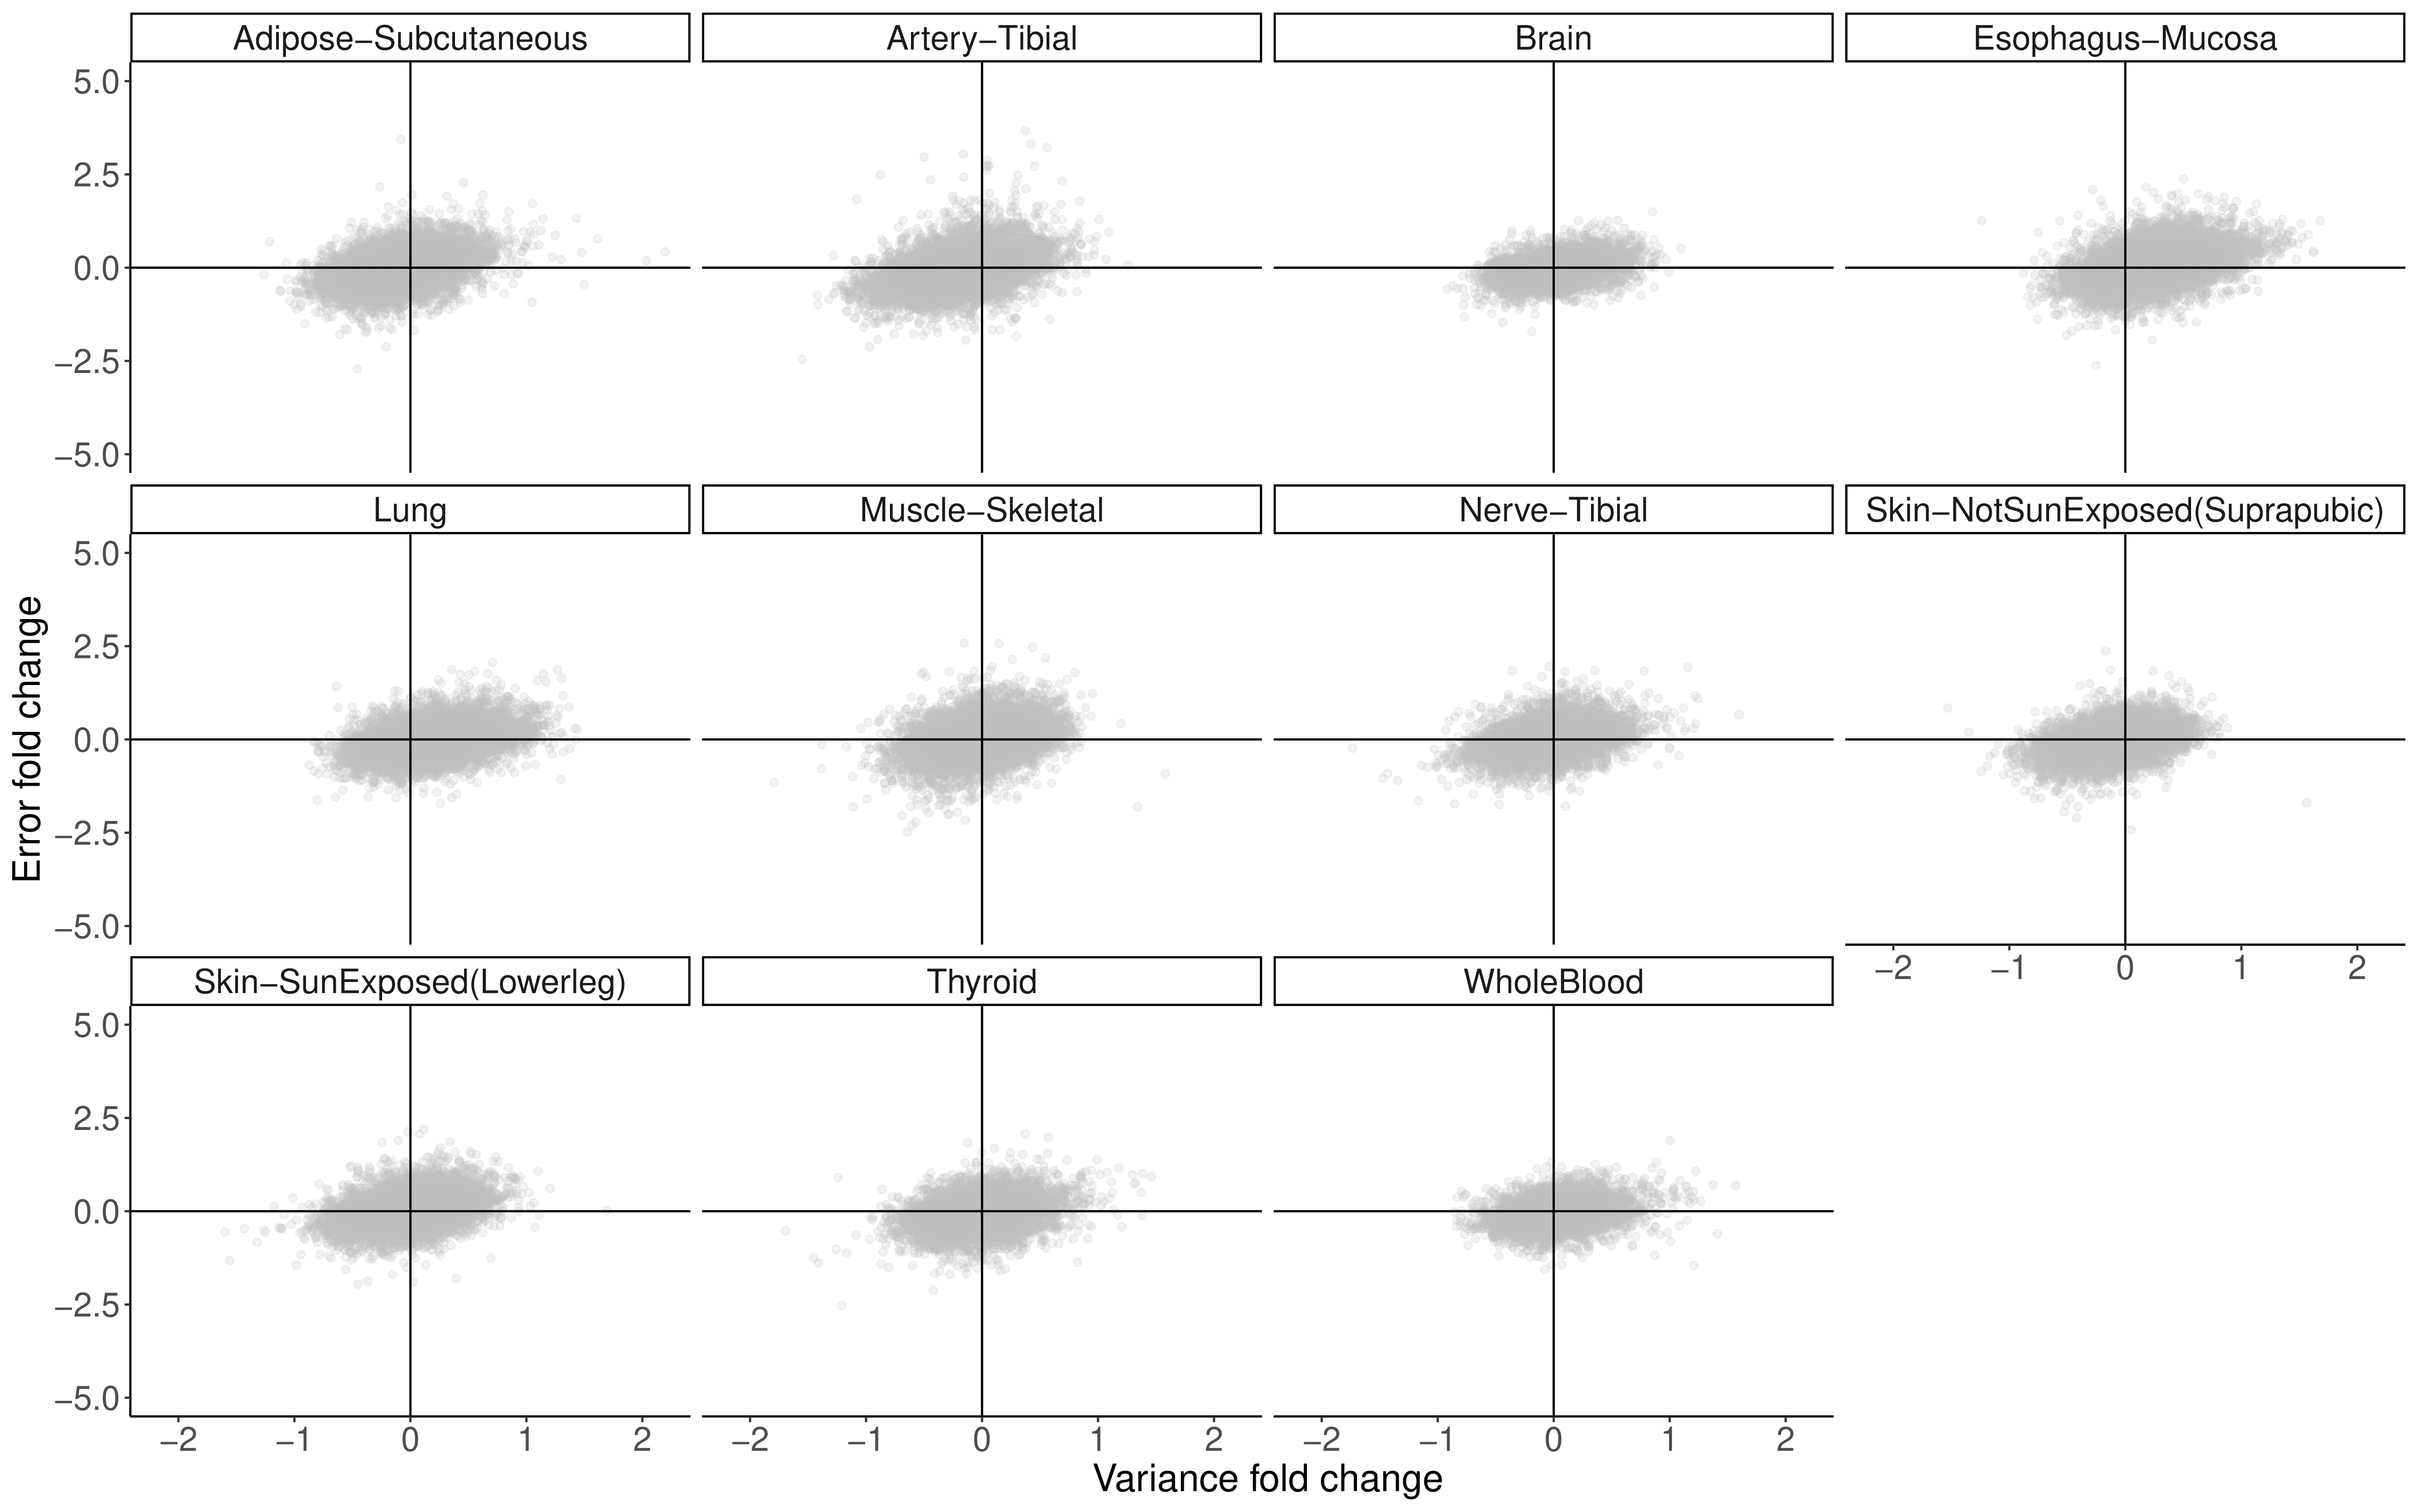 Adipose−Subcutaneous
Artery−Tibial
Brain
Esophagus−Mucosa
5.0
2.5
0.0
−2.5
−5.0
Lung
Muscle−Skeletal
Nerve−Tibial
Skin−NotSunExposed(Suprapubic)
5.0
2.5
0.0
−2.5
−5.0
−2 −1 0 1 2
Error fold change
Skin−SunExposed(Lowerleg)
Thyroid
WholeBlood
5.0
2.5
0.0
−2.5
−5.0
−2 −1 0 1 2
−2 −1 0 1 2
−2 −1 0 1 2
Variance fold change